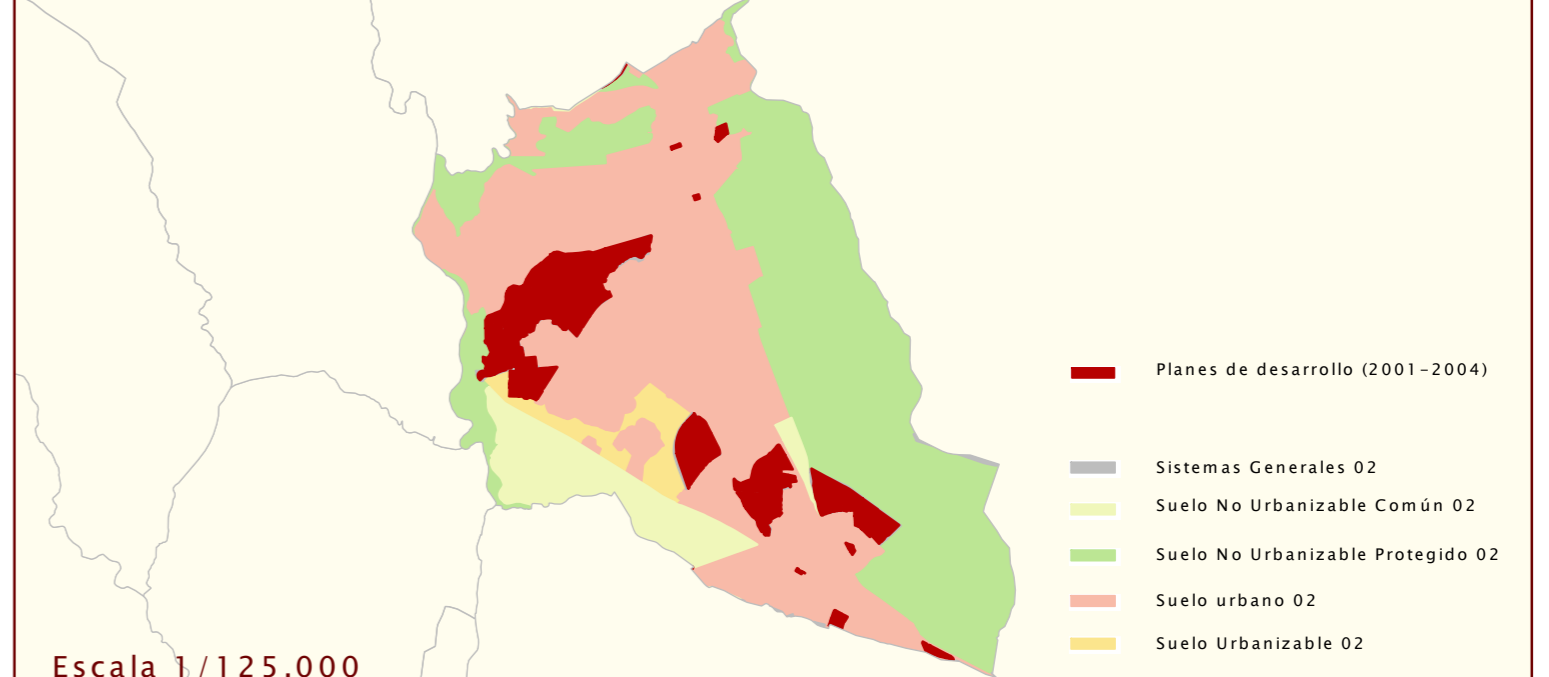 Planes de desarrollo (2001-2004)
Sistemas Generales 02
Suelo No Urbanizable Común 02
Suelo No Urbanizable Protegido 02
Suelo urbano 02
Suelo Urbanizable 02
Escala 1/125.000